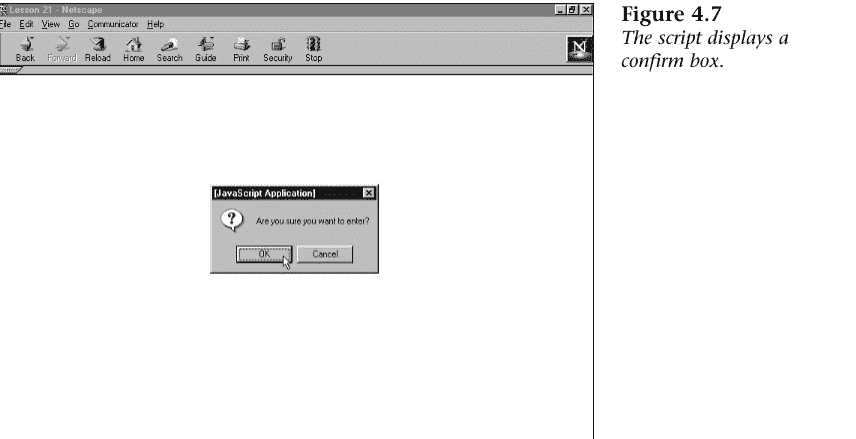 Lesson 21 - Netscape
File Edit View Go Communicator Help
Back Forward Reload Home Search Guide Print Security Stop
N
[JavaScript Application]
?
Are you sure you want to enter?
OK Cancel
Figure 4.7
The script displays a
confirm box.